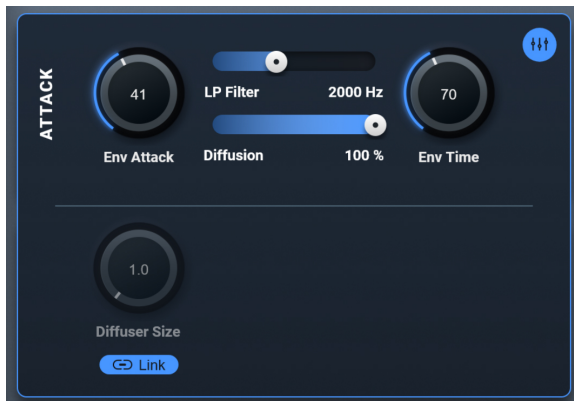 ATTACK
41
Env Attack
LP Filter 2000 Hz
Diffusion 100 %
70
Env Time
1.0
Diffuser Size
Link